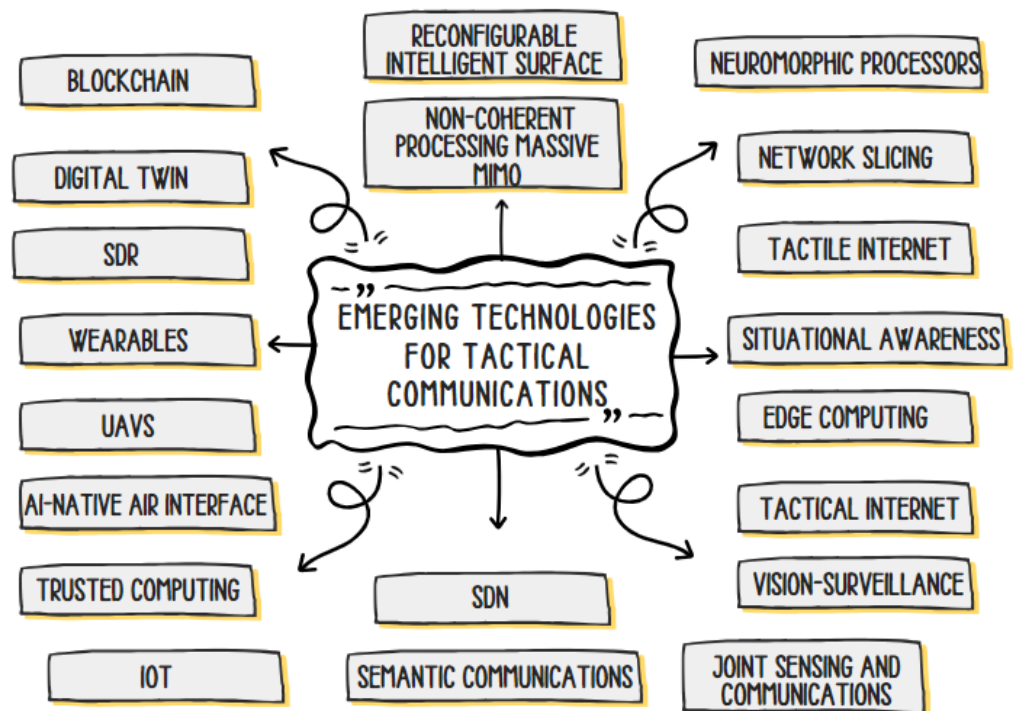 RECONFIGURABLE
INTELLIGENT SURFACE
NON-COHERENT
PROCESSING MASSIVE
MIMO
BLOCKCHAIN
DIGITAL TWIN
SDR
WEARABLES
UAVS
AI-NATIVE AIR INTERFACE
TRUSTED COMPUTING
IOT
„
EMERGING TECHNOLOGIES
FOR TACTICAL
COMMUNICATIONS
„
NEUROMORPHIC PROCESSORS
NETWORK SLICING
TACTILE INTERNET
SITUATIONAL AWARENESS
EDGE COMPUTING
TACTICAL INTERNET
VISION-SURVEILLANCE
JOINT SENSING AND
COMMUNICATIONS
SDN
SEMANTIC COMMUNICATIONS